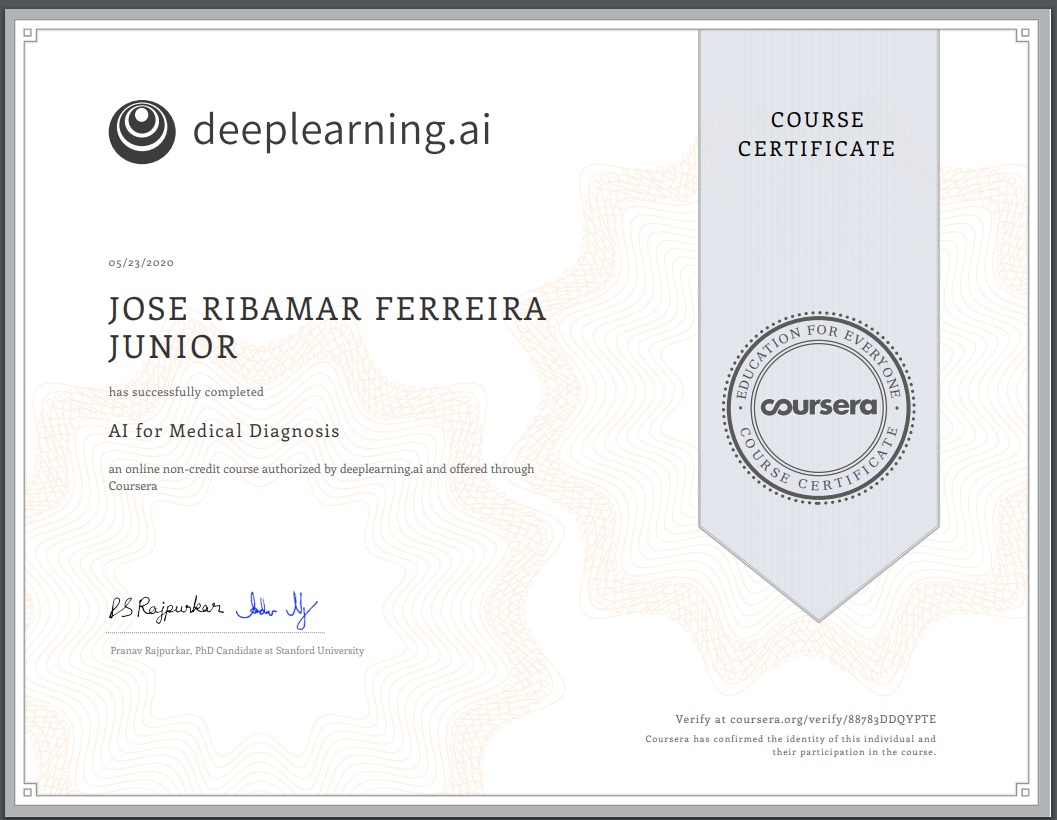 deeplearning.ai
COURSE
CERTIFICATE
05/23/2020
JOSE RIBAMAR FERREIRA
JUNIOR
has successfully completed
AI for Medical Diagnosis
an online non-credit course authorized by deeplearning.ai and offered through
Coursera
EDUCATION FOR EVERYONE
coursera
COURSE CERTIFICATE
PS Rajpurkar
Pranav Rajpurkar, PhD Candidate at Stanford University
Verify at coursera.org/verify/88783DDQYPTE
Coursera has confirmed the identity of this individual and
their participation in the course.